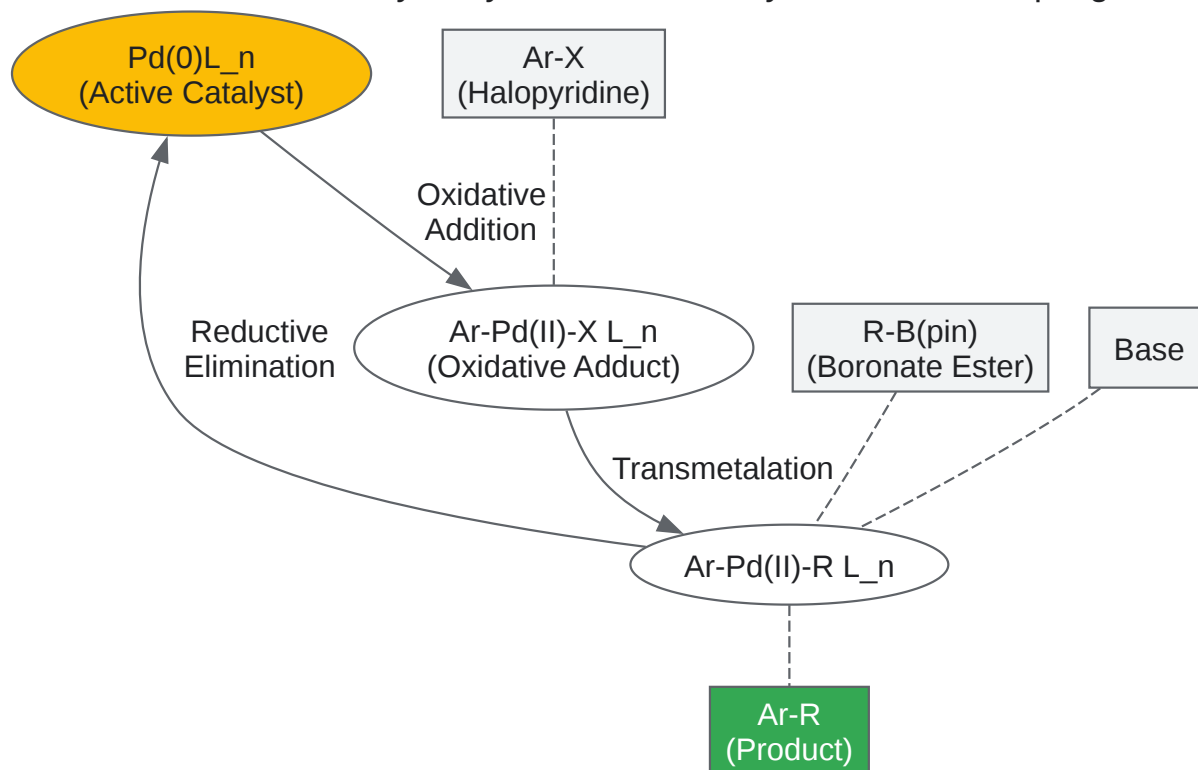 Pd(0)L_n
(Active Catalyst)
Ar-X
(Halopyridine)
Oxidative
Addition
Reductive
Elimination
Ar-Pd(II)-X L_n
(Oxidative Adduct)
R-B(pin)
(Boronate Ester)
Base
Transmetalation
Ar-Pd(II)-R L_n
Ar-R
(Product)